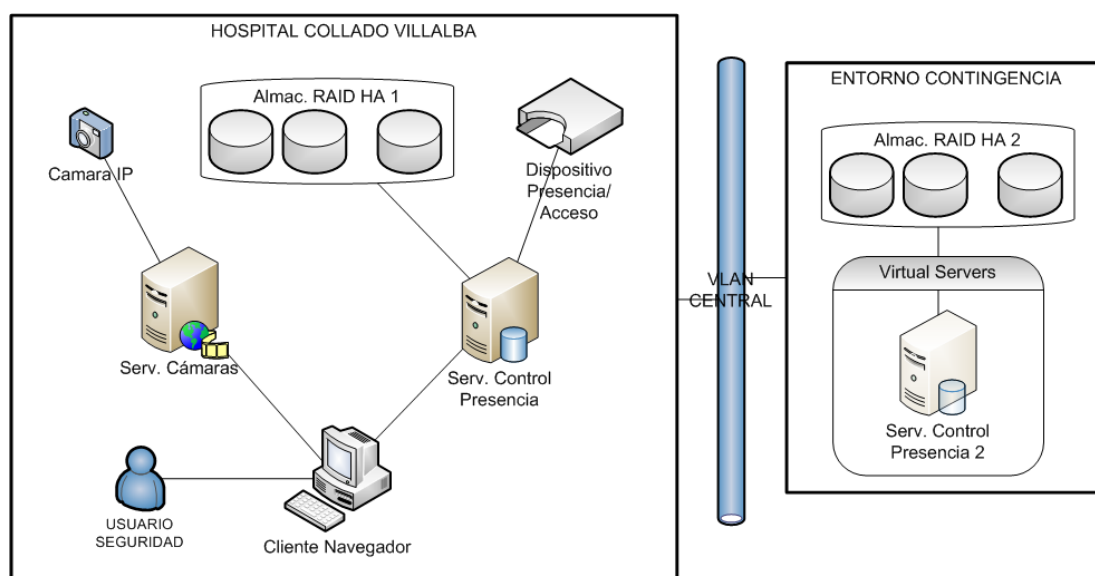 HOSPITAL COLLADO VILLALBA
Almac. RAID HA 1
Camara IP
Dispositivo
Presencia/
Acceso
Serv. Cámaras
Serv. Control
Presencia
USUARIO
SEGURIDAD
Cliente Navegador
VLAN
CENTRAL
ENTORNO CONTINGENCIA
Almac. RAID HA 2
Virtual Servers
Serv. Control
Presencia 2